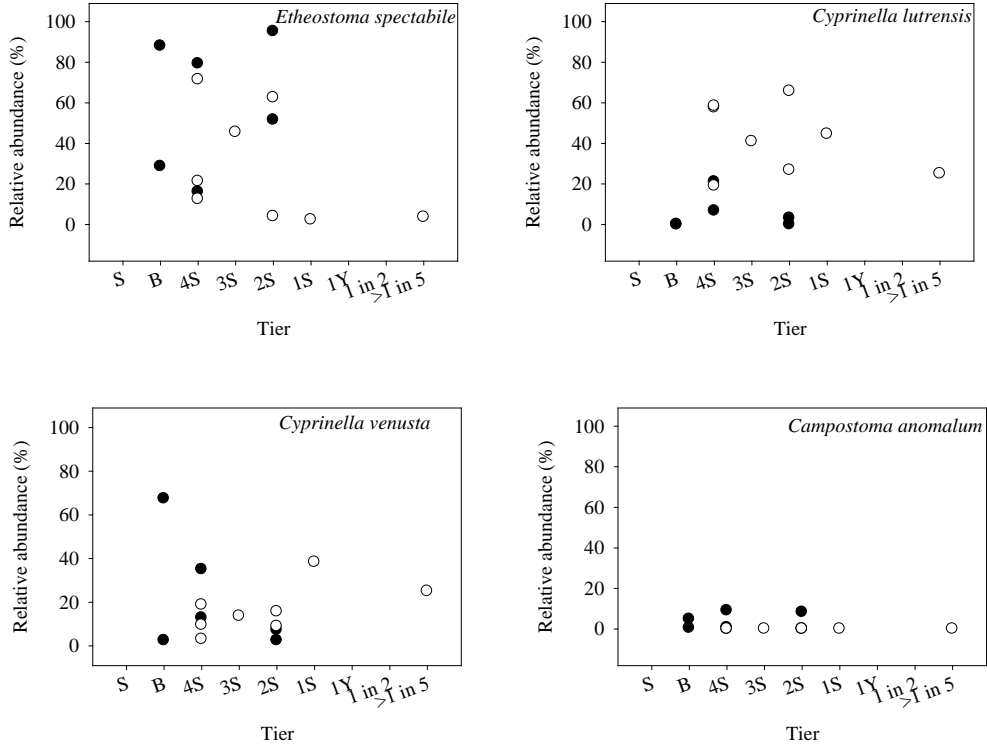 Etheostoma spectabile
100
80
60
40
20
0
Relative abundance (%)
S B 4S 3S 2S 1S 1Y 1 in 2 >1 in 5
Tier
Cyprinella lutrensis
100
80
60
40
20
0
Relative abundance (%)
S B 4S 3S 2S 1S 1Y 1 in 2 >1 in 5
Tier
Cyprinella venusta
100
80
60
40
20
0
Relative abundance (%)
S B 4S 3S 2S 1S 1Y 1 in 2 >1 in 5
Tier
Campostoma anomalum
100
80
60
40
20
0
Relative abundance (%)
S B 4S 3S 2S 1S 1Y 1 in 2 >1 in 5
Tier